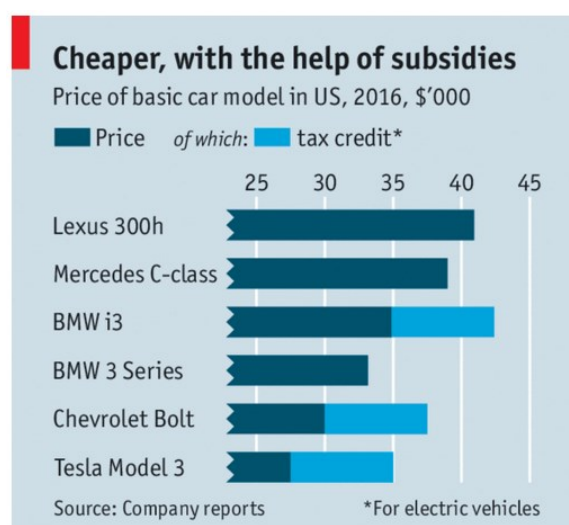 Cheaper, with the help of subsidies
Price of basic car model in US, 2016, $'000
Price of which: tax credit*
25 30 35 40 45
Lexus 300h
Mercedes C-class
BMW i3
BMW 3 Series
Chevrolet Bolt
Tesla Model 3
Source: Company reports *For electric vehicles